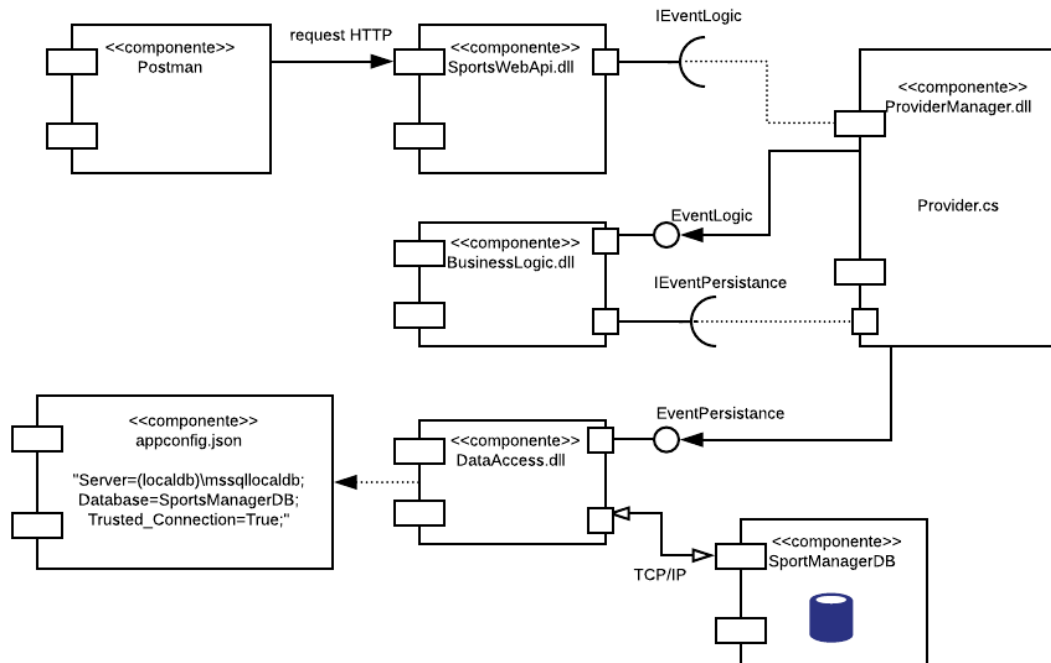 IEventLogic
request HTTP
<<componente>>
Postman
<<componente>>
SportsWebApi.dll
<<componente>>
ProviderManager.dll
Provider.cs
EventLogic
<<componente>>
BusinessLogic.dll
IEventPersistance
<<componente>>
appconfig.json
"Server=(localdb)\mssqllocaldb;
Database=SportsManagerDB;
Trusted_Connection=True;"
EventPersistance
<<componente>>
DataAccess.dll
TCP/IP
<<componente>>
SportManagerDB